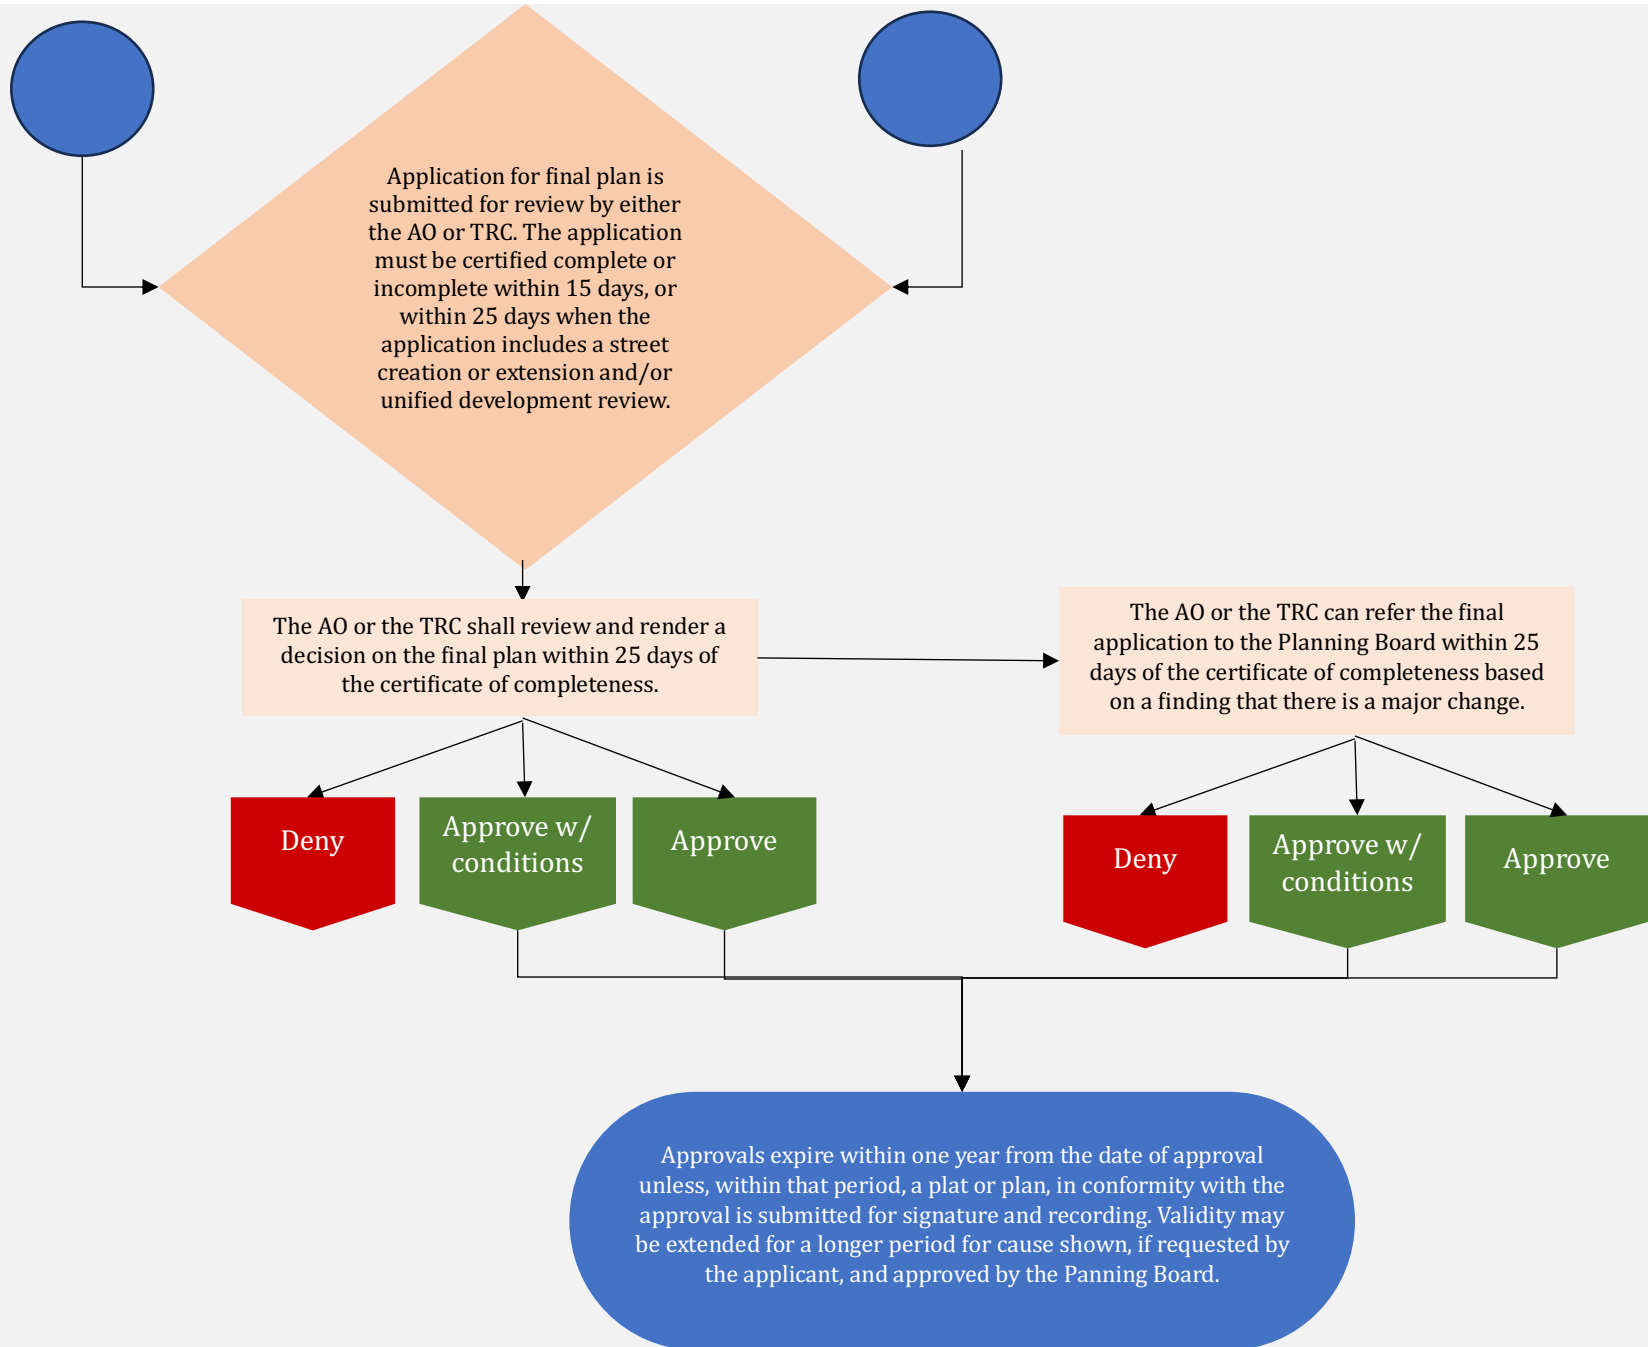 Application for final plan is
submitted for review by either
the AO or TRC. The application
must be certified complete or
incomplete within 15 days, or
within 25 days when the
application includes a street
creation or extension and/or
unified development review.
The AO or the TRC shall review and render a
decision on the final plan within 25 days of
the certificate of completeness.
The AO or the TRC can refer the final
application to the Planning Board within 25
days of the certificate of completeness based
on a finding that there is a major change.
Deny
Approve w/
conditions
Approve
Deny
Approve w/
conditions
Approve
Approvals expire within one year from the date of approval
unless, within that period, a plat or plan, in conformity with the
approval is submitted for signature and recording. Validity may
be extended for a longer period for cause shown, if requested by
the applicant, and approved by the Panning Board.